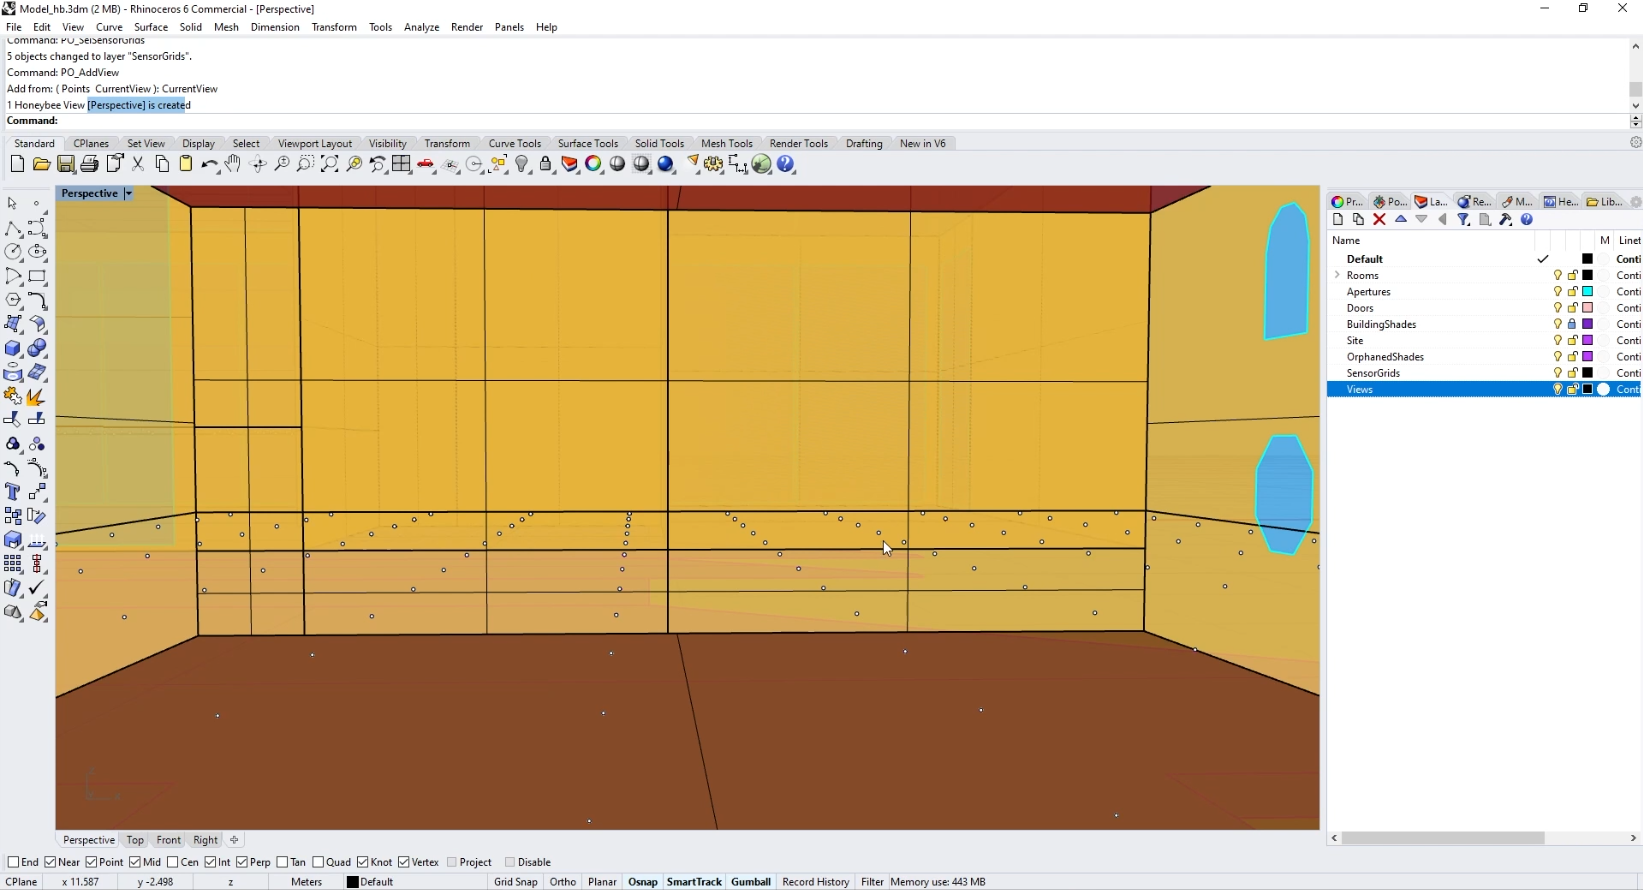 Model_hb.3dm (2 MB) - Rhinoceros 6 Commercial - [Perspective]
File Edit View Curve Surface Solid Mesh Dimension Transform Tools Analyze Render Panels Help
Command: PO_SelSensorGrids
5 objects changed to layer "SensorGrids".
Command: PO_AddView
Add from: ( Points CurrentView ): CurrentView
1 Honeybee View [Perspective] is created
Command:
Standard CPlanes Set View Display Select Viewport Layout Visibility Transform Curve Tools Surface Tools Solid Tools Mesh Tools Render Tools Drafting New in V6
Perspective
Pr... Po... La... Re... M... He... Lib...
Name M Linet
Default Conti
Rooms Conti
Apertures Conti
Doors Conti
BuildingShades Conti
Site Conti
OrphanedShades Conti
SensorGrids Conti
Views Conti
Perspective Top Front Right
End Near Point Mid Cen Int Perp Tan Quad Knot Vertex Project Disable
CPlane x 11.587 y -2.498 z Meters Default Grid Snap Ortho Planar Osnap SmartTrack Gumball Record History Filter Memory use: 443 MB